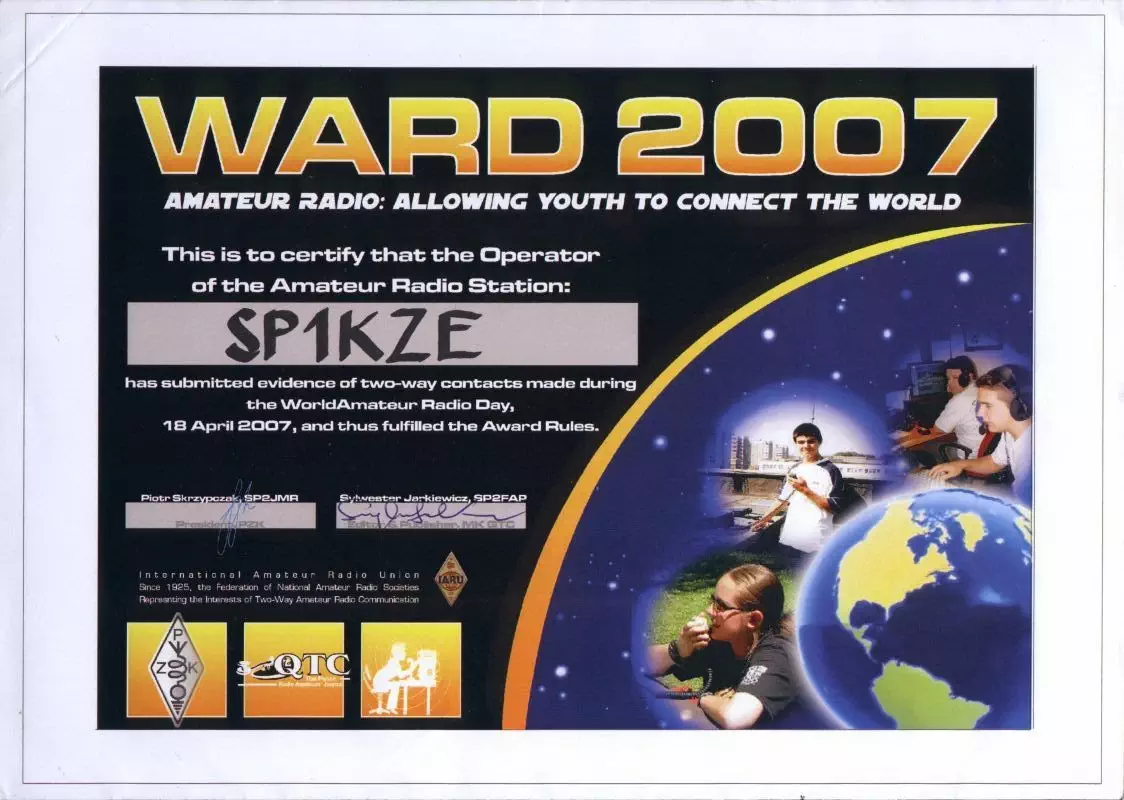 WARD 2007
AMATEUR RADIO: ALLOWING YOUTH TO CONNECT THE WORLD
This is to certify that the Operator
of the Amateur Radio Station:
SP1KZE
has submitted evidence of two-way contacts made during
the WorldAmateur Radio Day,
18 April 2007, and thus fulfilled the Award Rules.
Piotr Skrzypczak, SP2JMR
President PZK
Sylwester Jarkiewicz, SP2FAP
Editor & Publisher, MK QTC
International Amateur Radio Union
Since 1925, the Federation of National Amateur Radio Societies
Representing the Interests of Two-Way Amateur Radio Communication
IARU
P
Z K
QTC
Radio Amateurs' Journal